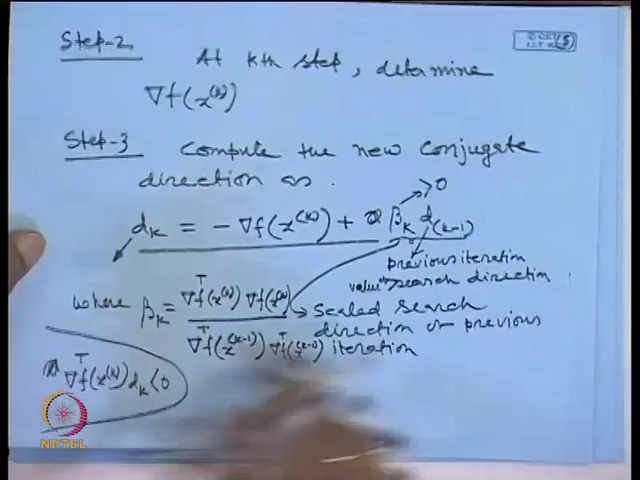 Step-2 At kth step, determine
∇f(x^(k))
Step-3 Compute the new conjugate
direction as.
d_k = -∇f(x^(k)) + β_k d_(k-1)
>0
previous iteration
value search direction
where β_k = ∇^T f(x^(k)) ∇f(x^(k)) / ∇^T f(x^(k-1)) ∇^T f(x^(k-1))
scaled search
direction of previous
iteration
∇^T f(x^(k)) d_k < 0
NPTEL